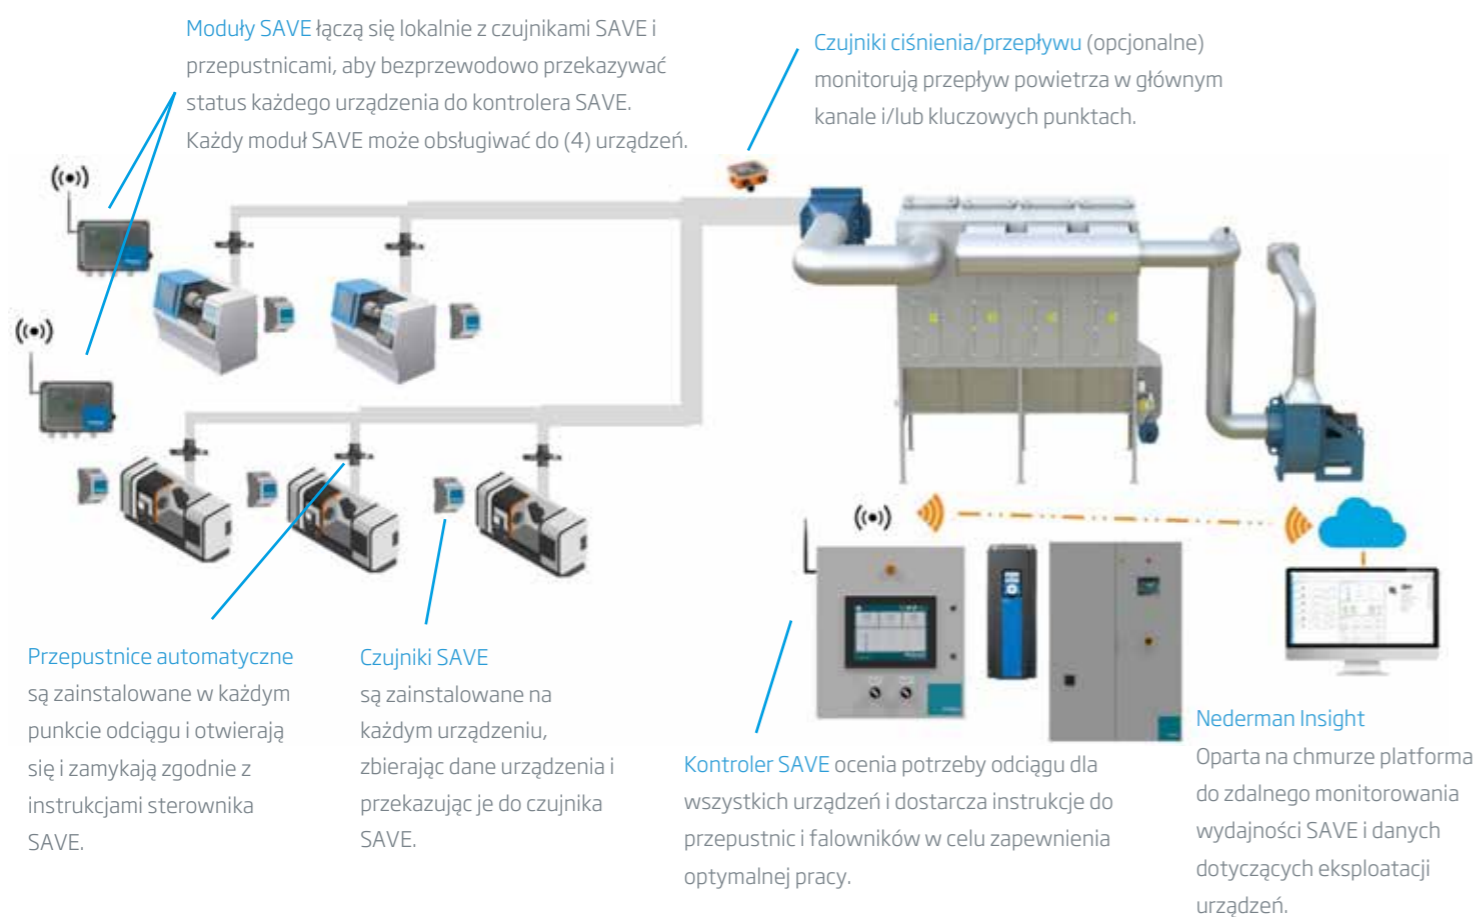 Moduły SAVE łączą się lokalnie z czujnikami SAVE i
przepustnicami, aby bezprzewodowo przekazywać
status każdego urządzenia do kontrolera SAVE.
Każdy moduł SAVE może obsługiwać do (4) urządzeń.
Czujniki ciśnienia/przepływu (opcjonalne)
monitorują przepływ powietrza w głównym
kanale i/lub kluczowych punktach.
Przepustnice automatyczne
są zainstalowane w każdym
punkcie odciągu i otwierają
się i zamykają zgodnie z
instrukcjami sterownika
SAVE.
Czujniki SAVE
są zainstalowane na
każdym urządzeniu,
zbierając dane urządzenia i
przekazując je do czujnika
SAVE.
Kontroler SAVE ocenia potrzeby odciągu dla
wszystkich urządzeń i dostarcza instrukcje do
przepustnic i falowników w celu zapewnienia
optymalnej pracy.
Nederman Insight
Oparta na chmurze platforma
do zdalnego monitorowania
wydajności SAVE i danych
dotyczących eksploatacji
urządzeń.